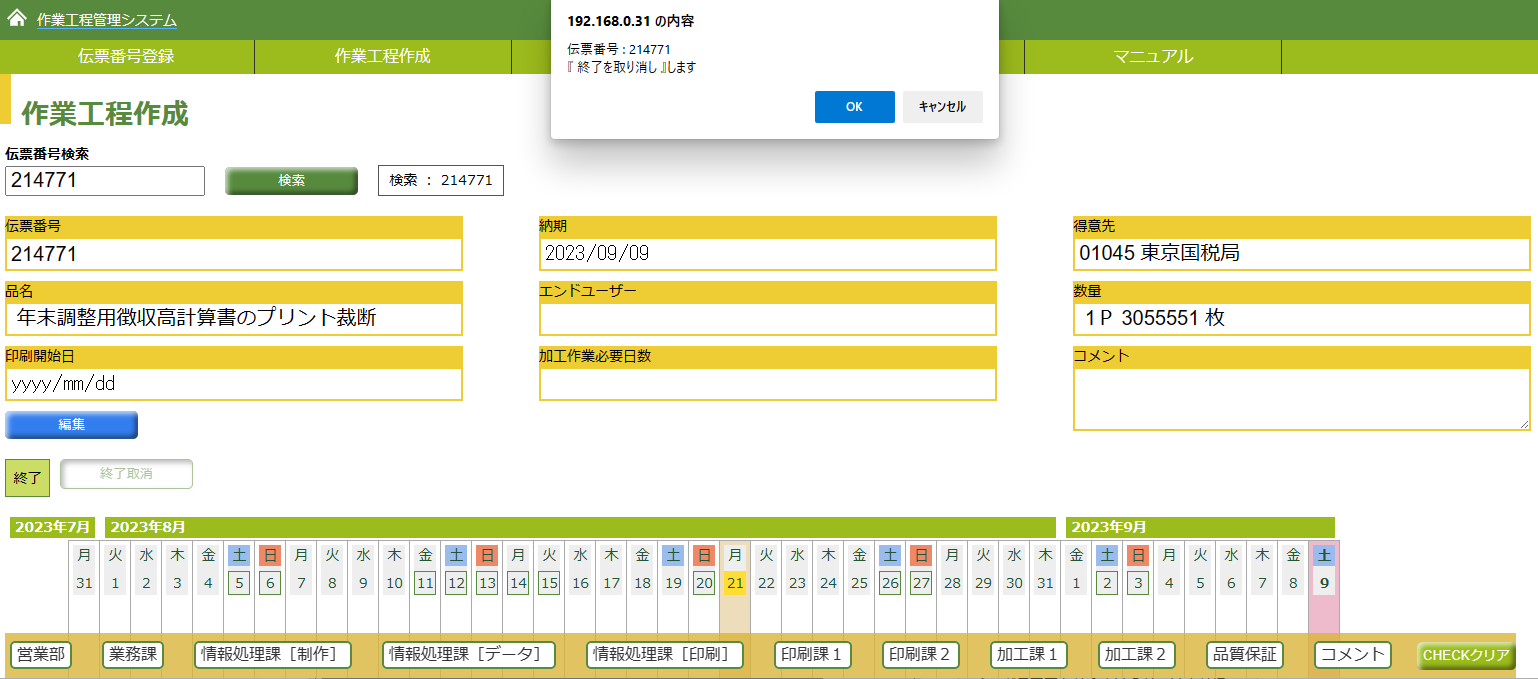 作業工程管理システム
192.168.0.31 の内容
伝票番号 : 214771
『 終了を取り消し 』します
OK キャンセル
伝票番号登録 作業工程作成 マニュアル
作業工程作成
伝票番号検索
214771 検索 検索 ： 214771
伝票番号 納期 得意先
214771 2023/09/09 01045 東京国税局
品名 エンドユーザー 数量
年末調整用徴収高計算書のプリント裁断 １Ｐ 3055551 枚
印刷開始日 加工作業必要日数 コメント
yyyy/mm/dd
編集
終了 終了取消
2023年7月 2023年8月 2023年9月
月 火 水 木 金 土 日 月 火 水 木 金 土 日 月 火 水 木 金 土 日 月 火 水 木 金 土 日 月 火 水 木 金 土 日 月 火 水 木 金 土
31 1 2 3 4 5 6 7 8 9 10 11 12 13 14 15 16 17 18 19 20 21 22 23 24 25 26 27 28 29 30 31 1 2 3 4 5 6 7 8 9
営業部 業務課 情報処理課［制作］ 情報処理課［データ］ 情報処理課［印刷］ 印刷課１ 印刷課２ 加工課１ 加工課２ 品質保証 コメント CHECKクリア